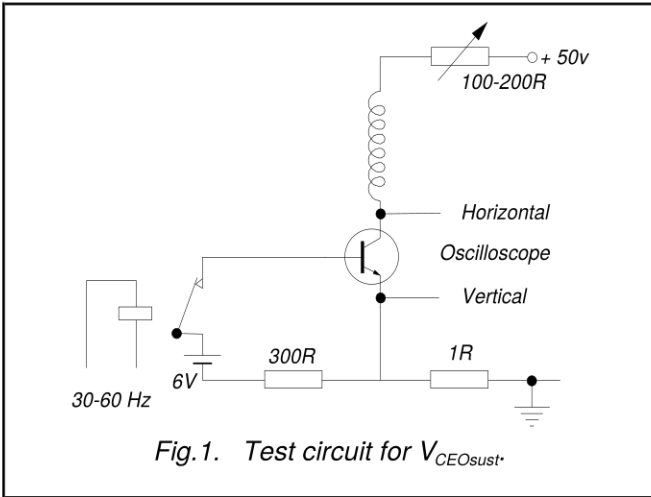 + 50v
100-200R
Horizontal
Oscilloscope
Vertical
300R
1R
6V
30-60 Hz
Fig.1. Test circuit for VCEOsust.